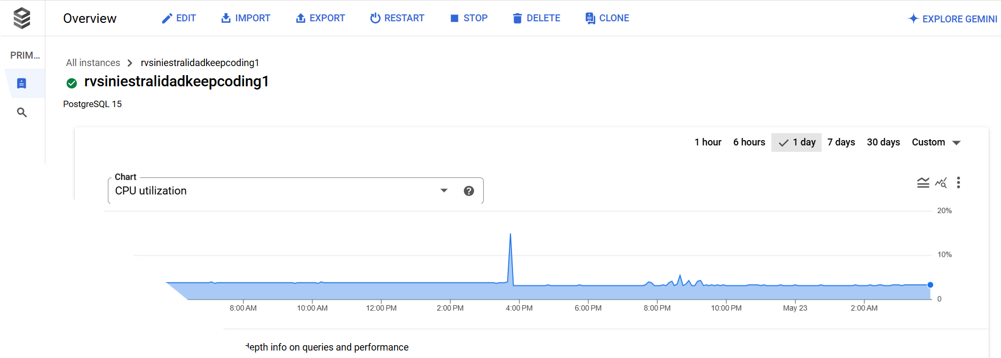 Overview EDIT IMPORT EXPORT RESTART STOP DELETE CLONE EXPLORE GEMINI
PRIM...
All instances rvsiniestralidadkeepcoding1
rvsiniestralidadkeepcoding1
PostgreSQL 15
1 hour 6 hours 1 day 7 days 30 days Custom
Chart
CPU utilization
20%
10%
0
8:00 AM 10:00 AM 12:00 PM 2:00 PM 4:00 PM 6:00 PM 8:00 PM 10:00 PM May 23 2:00 AM
depth info on queries and performance